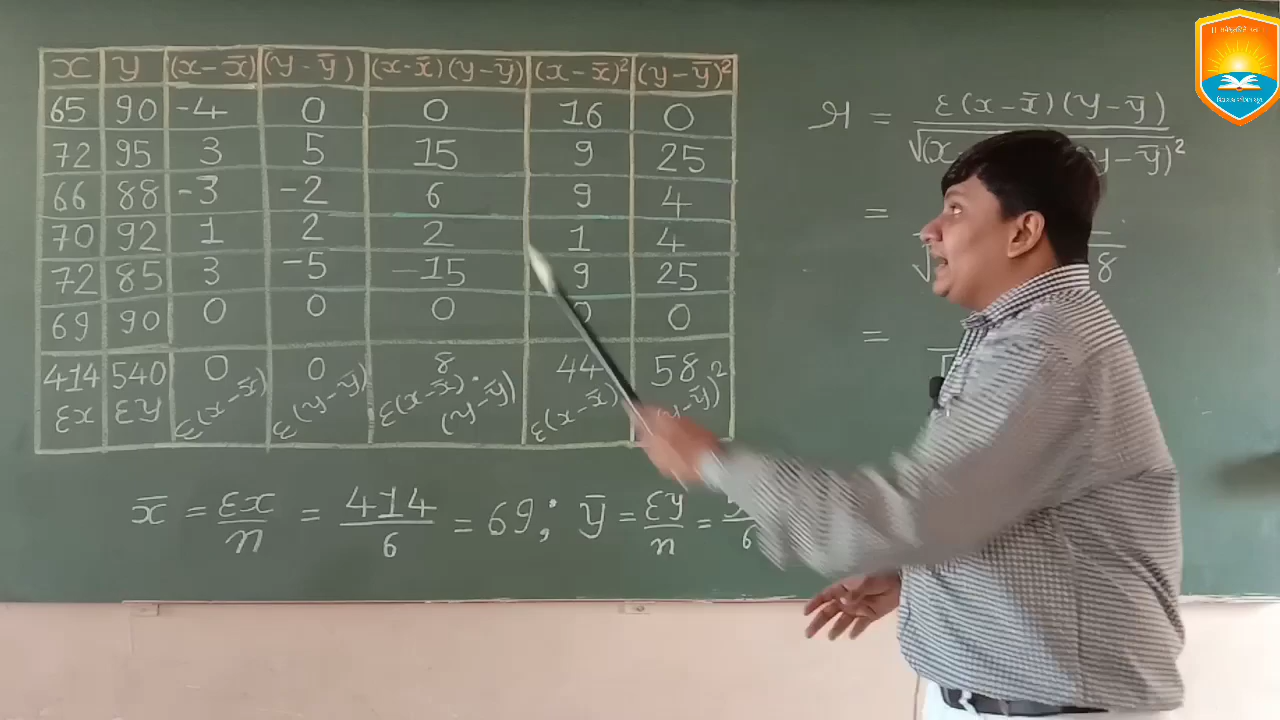 x y (x-x̄) (y-ȳ) (x-x̄)(y-ȳ) (x-x̄)² (y-ȳ)²
65 90 -4 0 0 16 0
72 95 3 5 15 9 25
66 88 -3 -2 6 9 4
70 92 1 2 2 1 4
72 85 3 -5 -15 9 25
69 90 0 0 0 0 0
414 540 0 0 8 44 58
Σx Σy Σ(x-x̄) Σ(y-ȳ) Σ(x-x̄)·(y-ȳ) Σ(x-x̄) (y-ȳ)²
x̄ = Σx/n = 414/6 = 69; ȳ = Σy/n =
r = Σ(x-x̄)(y-ȳ)
√(x y-ȳ)²
=
√ 8
=
√